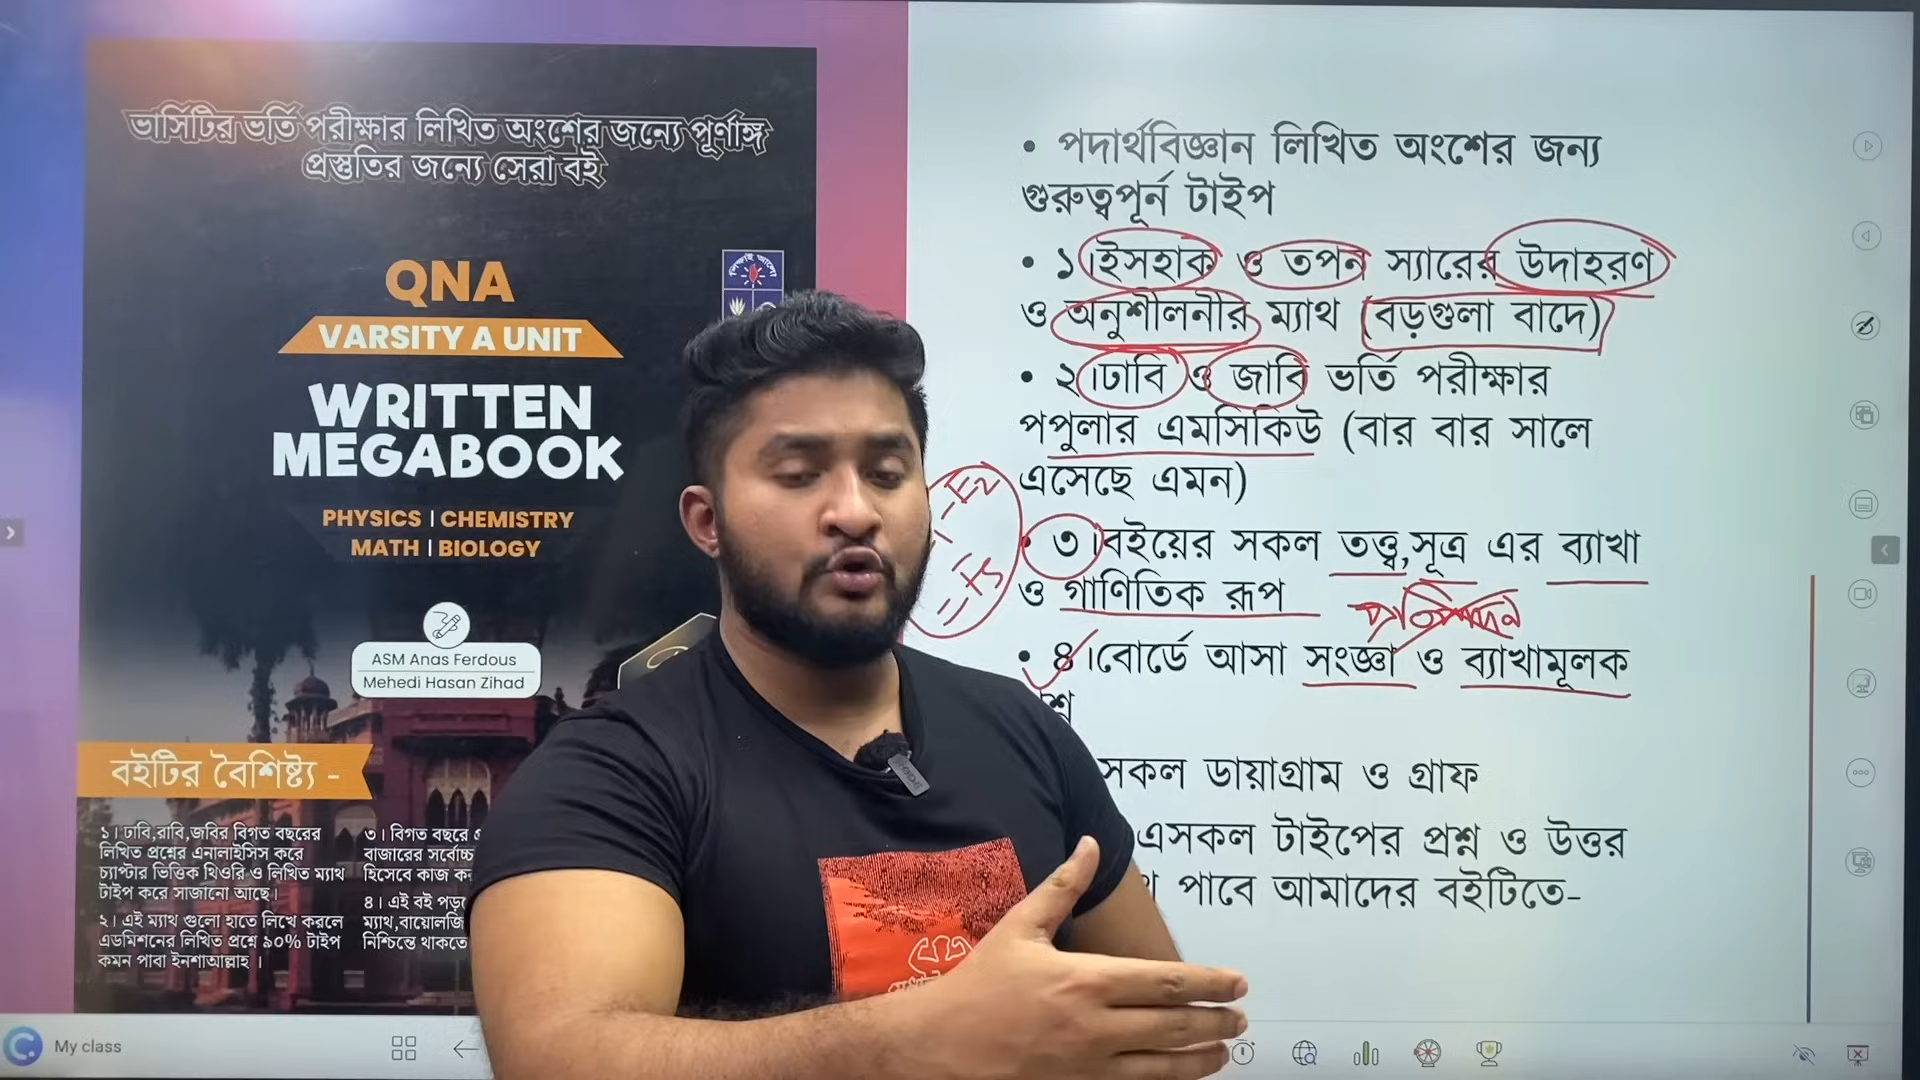 ভার্সিটির ভর্তি পরীক্ষার লিখিত অংশের জন্যে পূর্ণাঙ্গ
প্রস্তুতির জন্যে সেরা বই
QNA
VARSITY A UNIT
WRITTEN
MEGABOOK
PHYSICS | CHEMISTRY
MATH | BIOLOGY
ASM Anas Ferdous
Mehedi Hasan Zihad
বইটির বৈশিষ্ট্য -
১। ঢাবি,রাবি,জবির বিগত বছরের
লিখিত প্রশ্নের এনালাইসিস করে
চ্যাপ্টার ভিত্তিক থিওরি ও লিখিত ম্যাথ
টাইপ করে সাজানো আছে।
২। এই ম্যাথ গুলো হাতে লিখে করলে
এডমিশনের লিখিত প্রশ্নে ৯০% টাইপ
কমন পাবা ইনশাআল্লাহ ।
৩। বিগত বছরে
বাজারের সর্বোচ্চ
হিসেবে কাজ
৪। এই বই
ম্যাথ,বায়োলজি
নিশ্চিন্তে থাকতে
• পদার্থবিজ্ঞান লিখিত অংশের জন্য
গুরুত্বপূর্ন টাইপ
• ১।ইসহাক ও তপন স্যারের উদাহরণ
ও অনুশীলনীর ম্যাথ (বড়গুলা বাদে)
• ২।ঢাবি ও জাবি ভর্তি পরীক্ষার
পপুলার এমসিকিউ (বার বার সালে
এসেছে এমন)
• ৩।বইয়ের সকল তত্ত্ব,সূত্র এর ব্যাখা
ও গাণিতিক রূপ
• ৪।বোর্ডে আসা সংজ্ঞা ও ব্যাখামূলক
সকল ডায়াগ্রাম ও গ্রাফ
এসকল টাইপের প্রশ্ন ও উত্তর
পাবে আমাদের বইটিতে-
My class